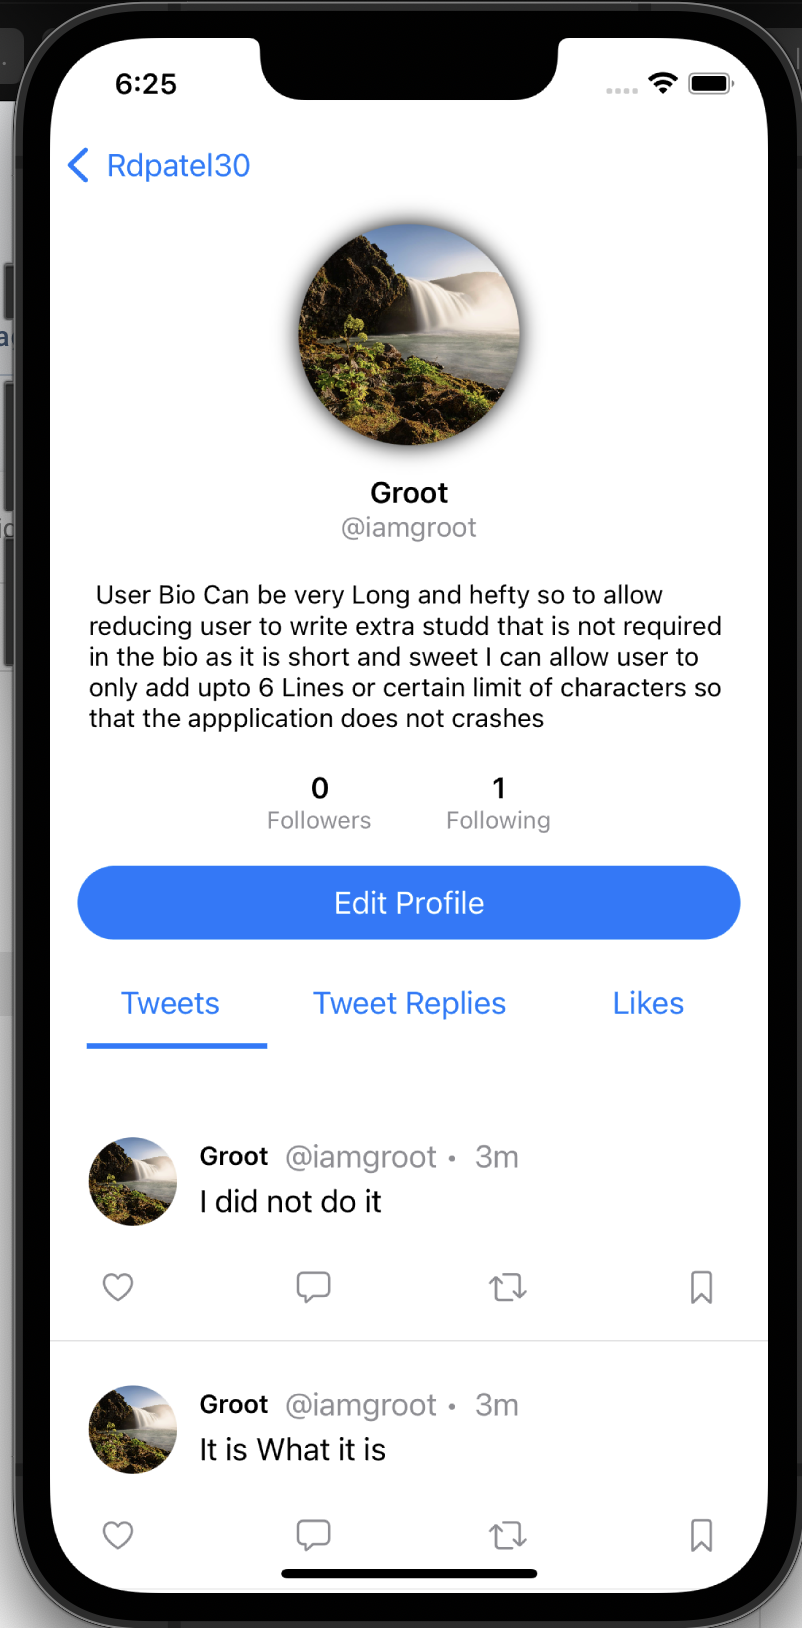 6:25
Rdpatel30
Groot
@iamgroot
User Bio Can be very Long and hefty so to allow
reducing user to write extra studd that is not required
in the bio as it is short and sweet I can allow user to
only add upto 6 Lines or certain limit of characters so
that the appplication does not crashes
0 1
Followers Following
Edit Profile
Tweets Tweet Replies Likes
Groot @iamgroot • 3m
I did not do it
Groot @iamgroot • 3m
It is What it is